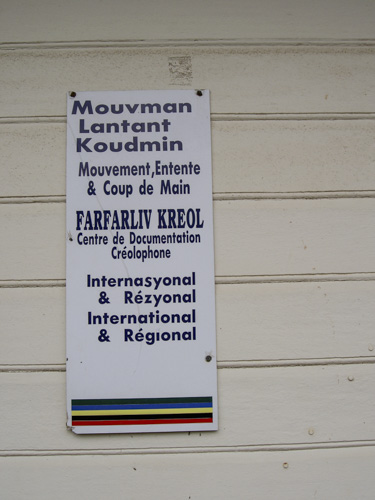 Mouvman
Lantant
Koudmin
Mouvement,Entente
& Coup de Main
FARFARLIV KREOL
Centre de Documentation
Créolophone
Internasyonal
& Rézyonal
International
& Régional